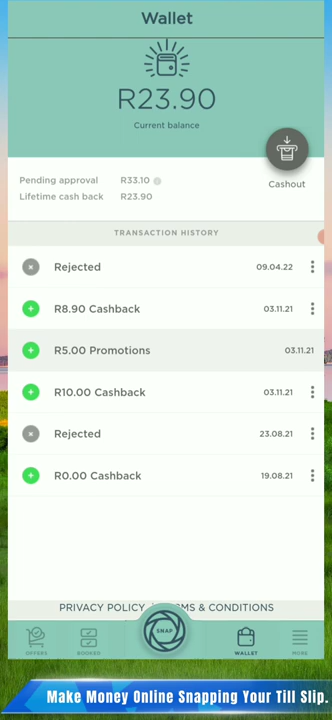 Wallet
R23.90
Current balance
Pending approval R33.10
Lifetime cash back R23.90
Cashout
TRANSACTION HISTORY
Rejected 09.04.22
R8.90 Cashback 03.11.21
R5.00 Promotions 03.11.21
R10.00 Cashback 03.11.21
Rejected 23.08.21
R0.00 Cashback 19.08.21
PRIVACY POLICY MS & CONDITIONS
SNAP
OFFERS BOOKED WALLET MORE
Make Money Online Snapping Your Till Slip.